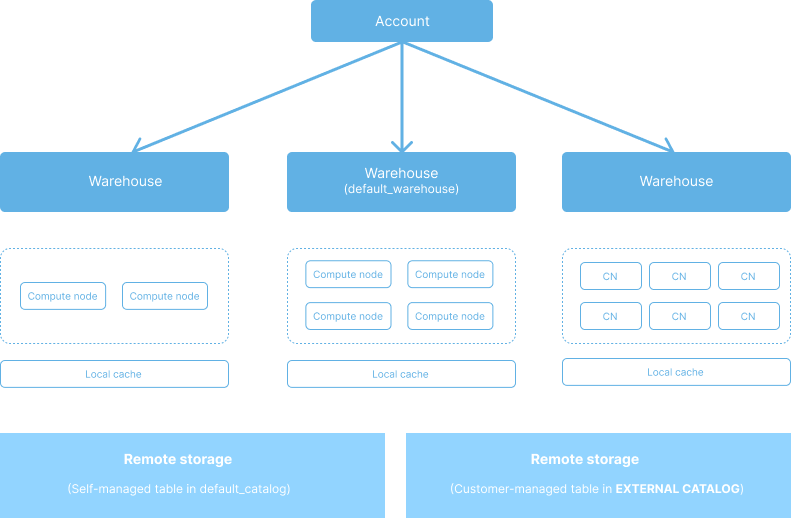 Account
Warehouse
Warehouse
(default_warehouse)
Warehouse
Compute node
Compute node
Compute node
Compute node
Compute node
Compute node
CN
CN
CN
CN
CN
CN
Local cache
Local cache
Local cache
Remote storage
(Self-managed table in default_catalog)
Remote storage
(Customer-managed table in EXTERNAL CATALOG)